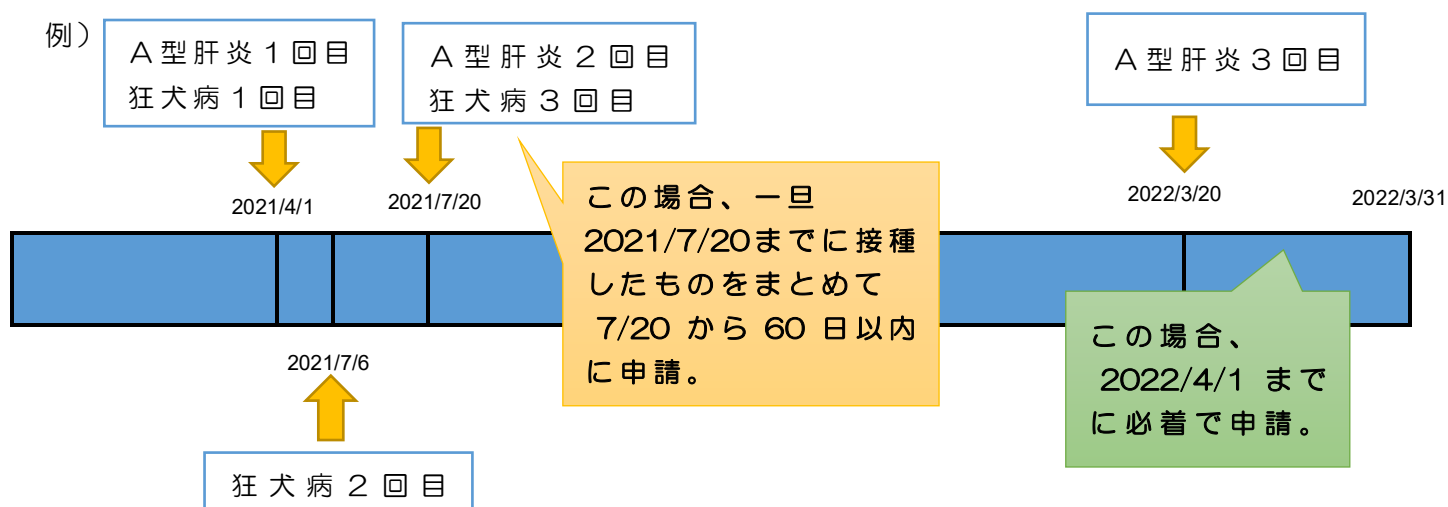 例）
A型肝炎１回目
狂犬病１回目
A型肝炎２回目
狂犬病３回目
A型肝炎３回目
2021/4/1
2021/7/20
2022/3/20
2022/3/31
この場合、一旦
2021/7/20までに接種
したものをまとめて
7/20 から 60 日以内
に申請。
この場合、
2022/4/1 まで
に必着で申請。
2021/7/6
狂犬病２回目